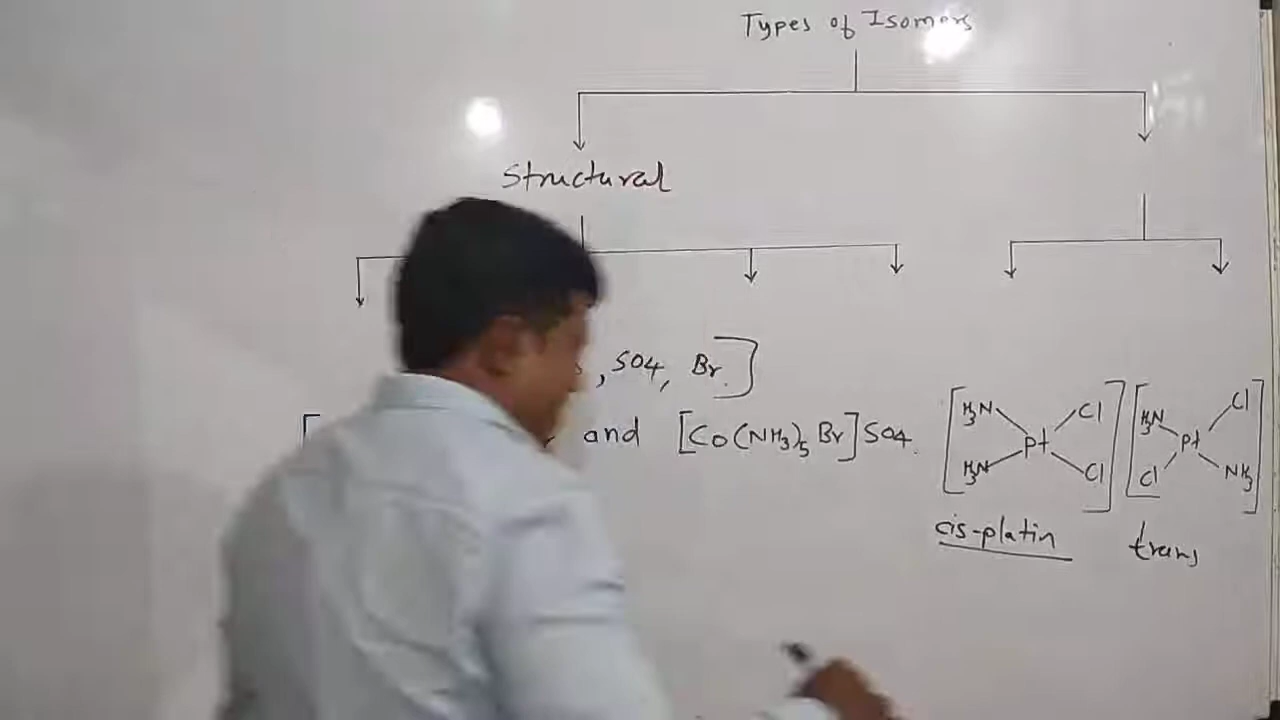 Types of Isomers
Structural
, SO4, Br]
[ and [Co(NH3)5 Br]SO4.
[H3N H3N Pt Cl Cl] [H3N Cl Pt Cl NH3]
cis-platin trans